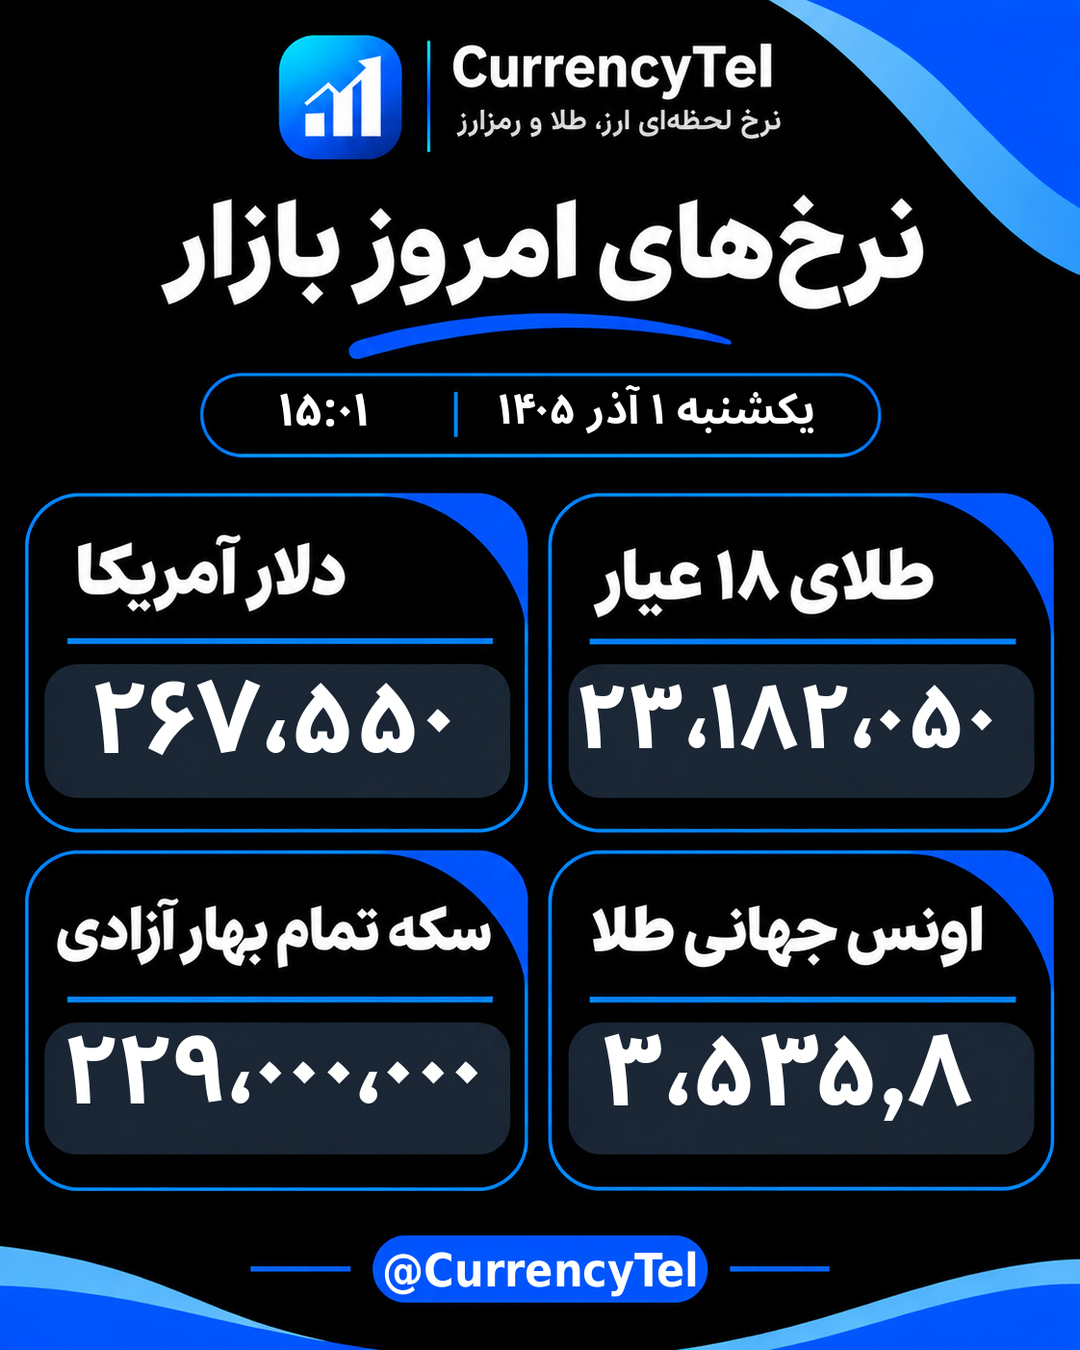 CurrencyTel
نرخ لحظه‌ای ارز، طلا و رمزارز
نرخ‌های امروز بازار
یکشنبه ۱ آذر ۱۴۰۵ | ۱۵:۰۱
طلای ۱۸ عیار
۲۳،۱۸۲،۰۵۰
دلار آمریکا
۲۶۷،۵۵۰
اونس جهانی طلا
۳،۵۳۵,۸
سکه تمام بهار آزادی
۲۲۹،۰۰۰،۰۰۰
@CurrencyTel